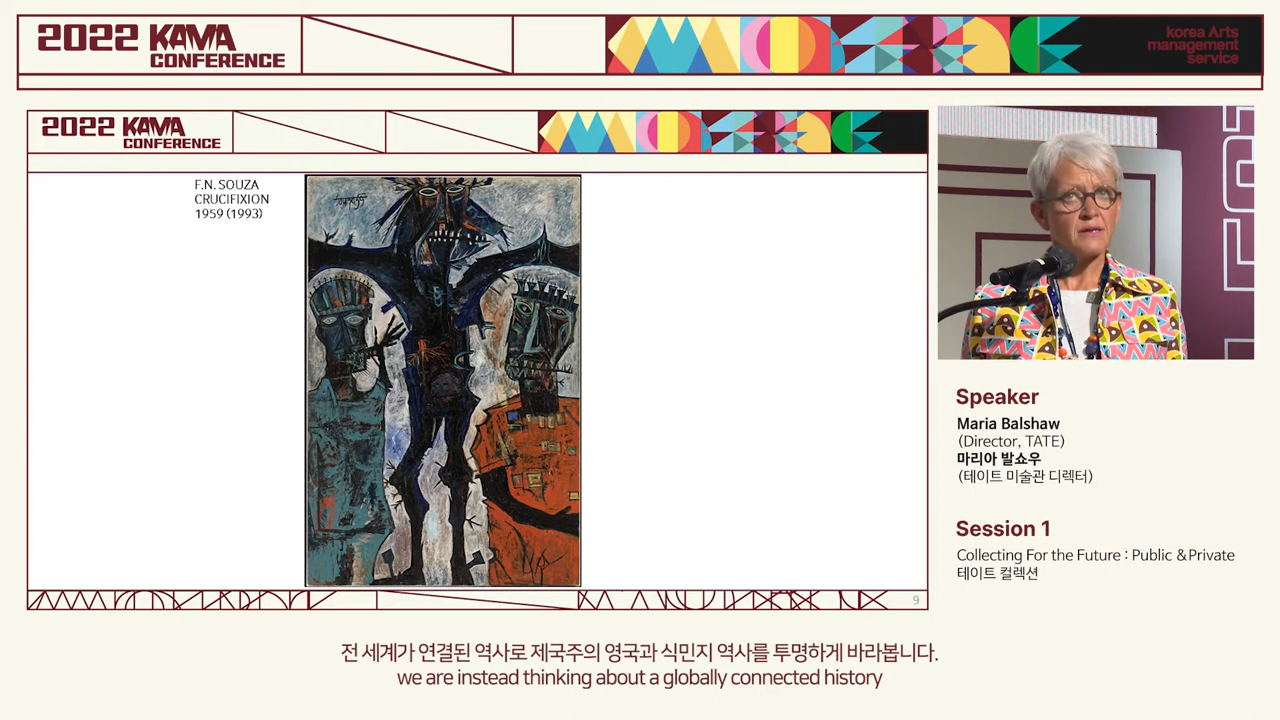 2022 KAMA
CONFERENCE
korea Arts
management
service
2022 KAMA
CONFERENCE
F.N. SOUZA
CRUCIFIXION
1959 (1993)
9
Speaker
Maria Balshaw
(Director, TATE)
마리아 발쇼우
(테이트 미술관 디렉터)
Session 1
Collecting For the Future : Public & Private
테이트 컬렉션
전 세계가 연결된 역사로 제국주의 영국과 식민지 역사를 투명하게 바라봅니다.
we are instead thinking about a globally connected history